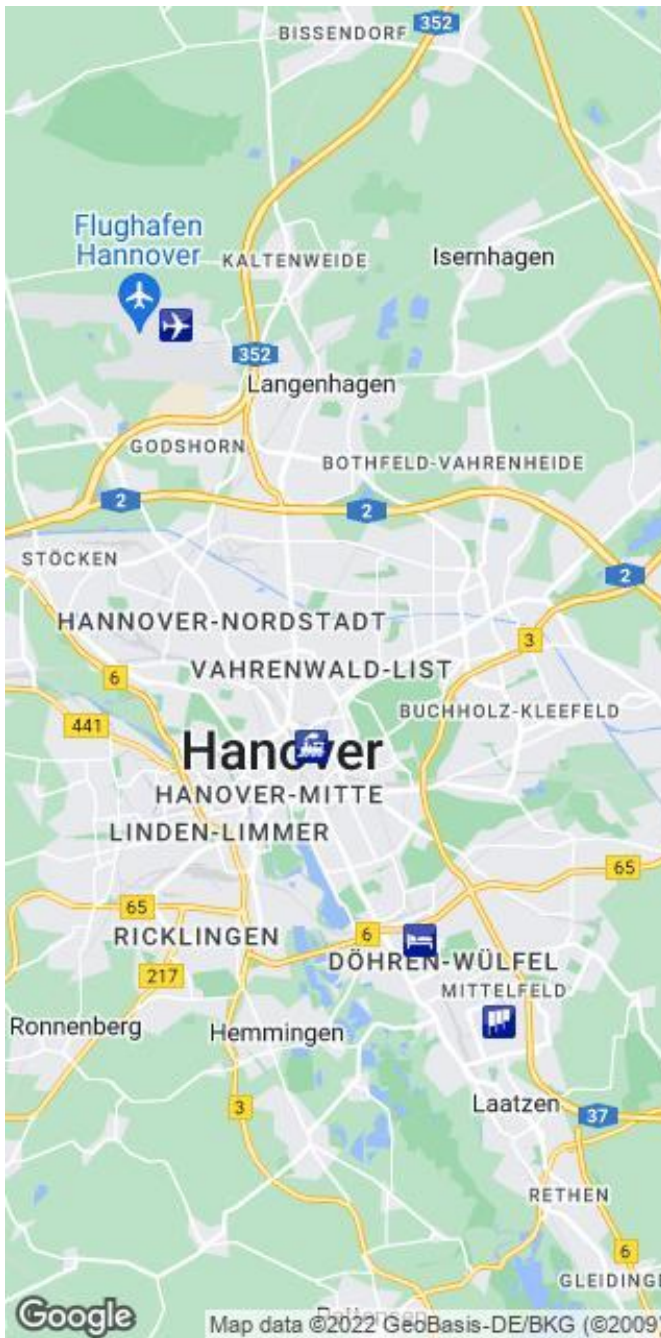 352
BISSENDORF
Flughafen
Hannover
KALTENWEIDE
Isernhagen
352
Langenhagen
GODSHORN
BOTHFELD-VAHRENHEIDE
2
2
STÖCKEN
2
HANNOVER-NORDSTADT
3
VAHRENWALD-LIST
6
441
BUCHHOLZ-KLEEFELD
Hanover
HANOVER-MITTE
LINDEN-LIMMER
65
65
RICKLINGEN
6
DÖHREN-WÜLFEL
217
MITTELFELD
Ronnenberg
Hemmingen
3
Laatzen
37
RETHEN
6
GLEIDINGE
Google
Map data ©2022 GeoBasis-DE/BKG (©2009